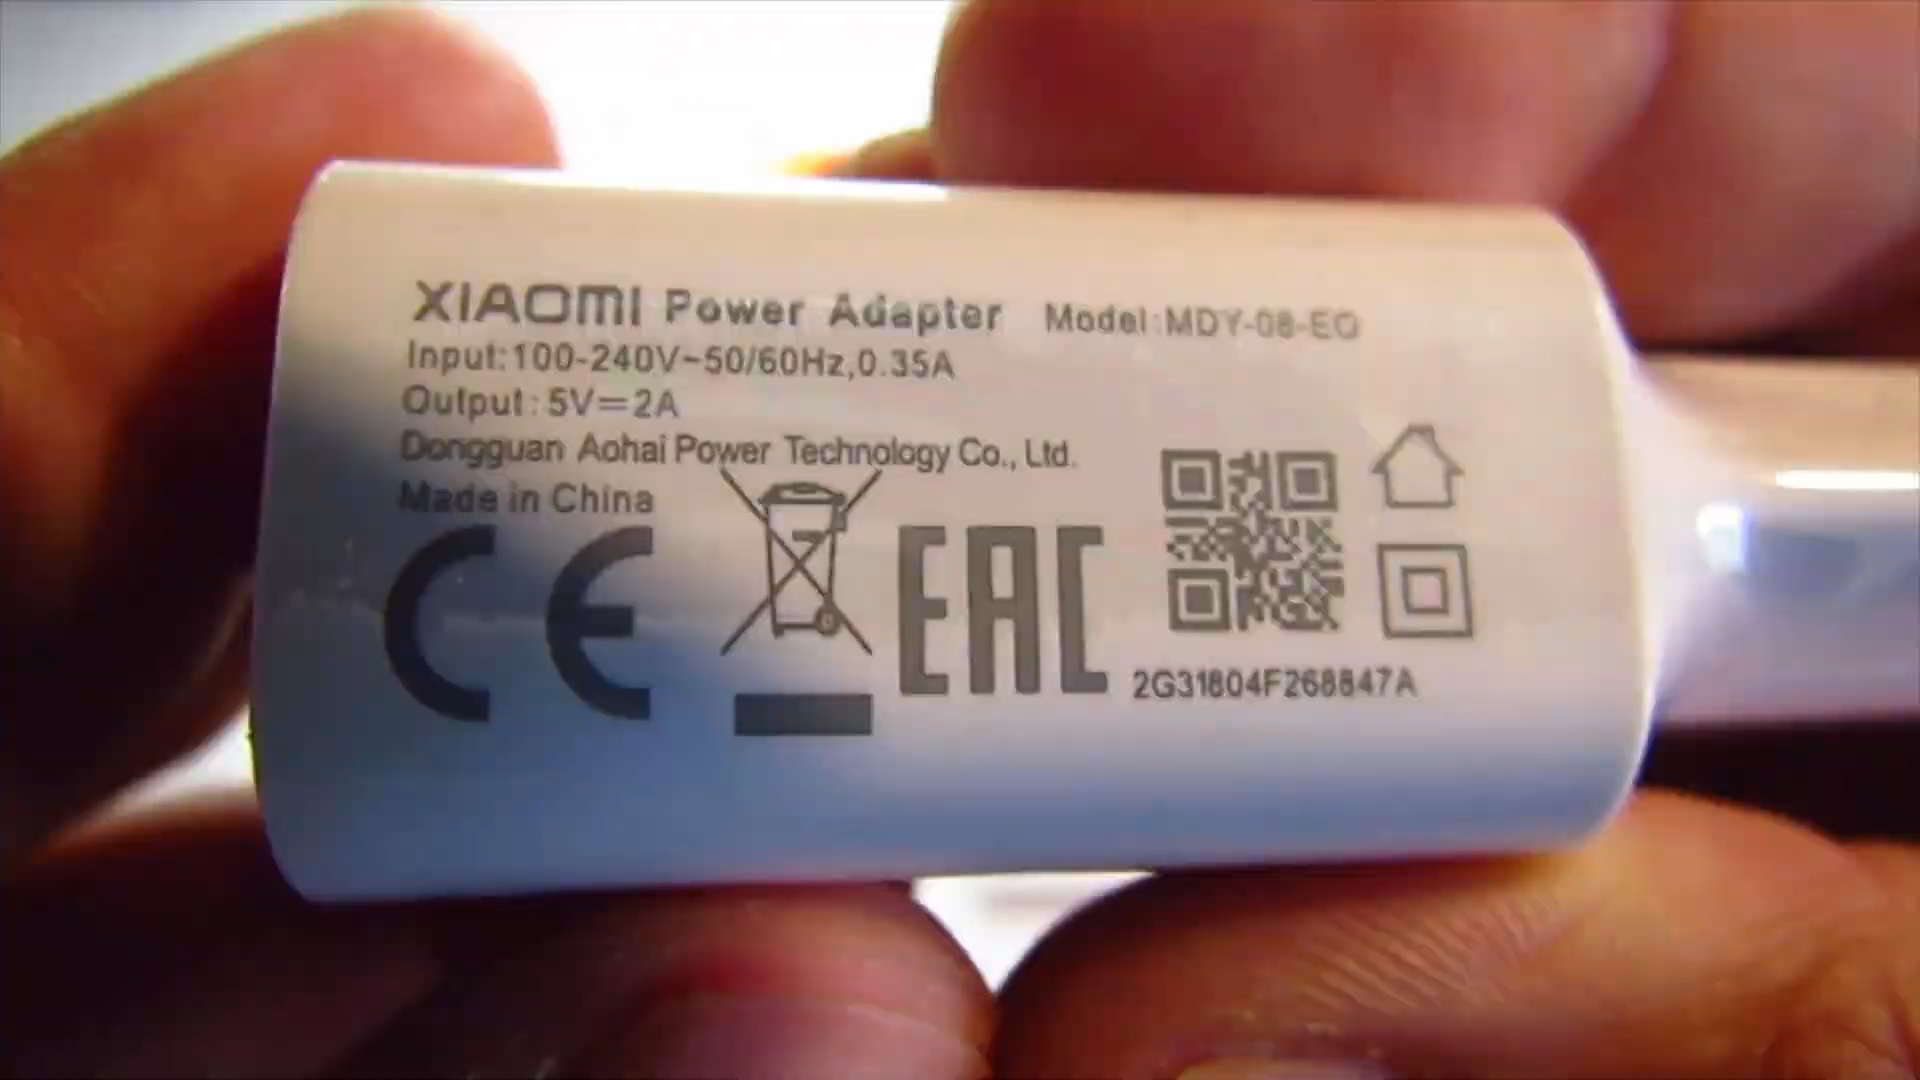 XIAOMI Power Adapter Model:MDY-08-EO
Input:100-240V~50/60Hz,0.35A
Output: 5V=2A
Dongguan Aohai Power Technology Co., Ltd.
Made in China
CE EAC
2G31804F268847A